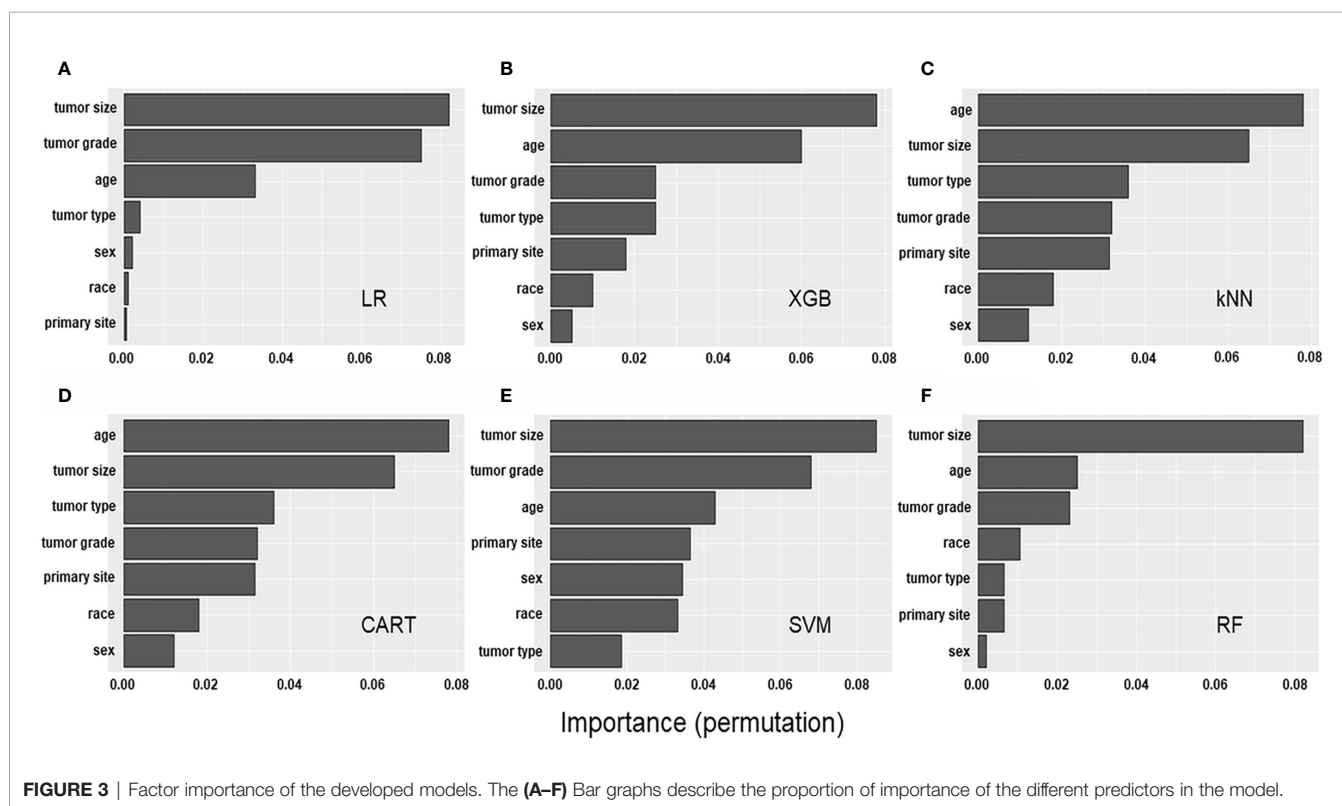 A
tumor size
tumor grade
age
tumor type
sex
race
primary site
LR
0.00 0.02 0.04 0.06 0.08
B
tumor size
age
tumor grade
tumor type
primary site
race
sex
XGB
0.00 0.02 0.04 0.06 0.08
C
age
tumor size
tumor type
tumor grade
primary site
race
sex
kNN
0.00 0.02 0.04 0.06 0.08
D
age
tumor size
tumor type
tumor grade
primary site
race
sex
CART
0.00 0.02 0.04 0.06 0.08
E
tumor size
tumor grade
age
primary site
sex
race
tumor type
SVM
0.00 0.02 0.04 0.06 0.08
F
tumor size
age
tumor grade
race
tumor type
primary site
sex
RF
0.00 0.02 0.04 0.06 0.08
Importance (permutation)
FIGURE 3 | Factor importance of the developed models. The (A–F) Bar graphs describe the proportion of importance of the different predictors in the model.